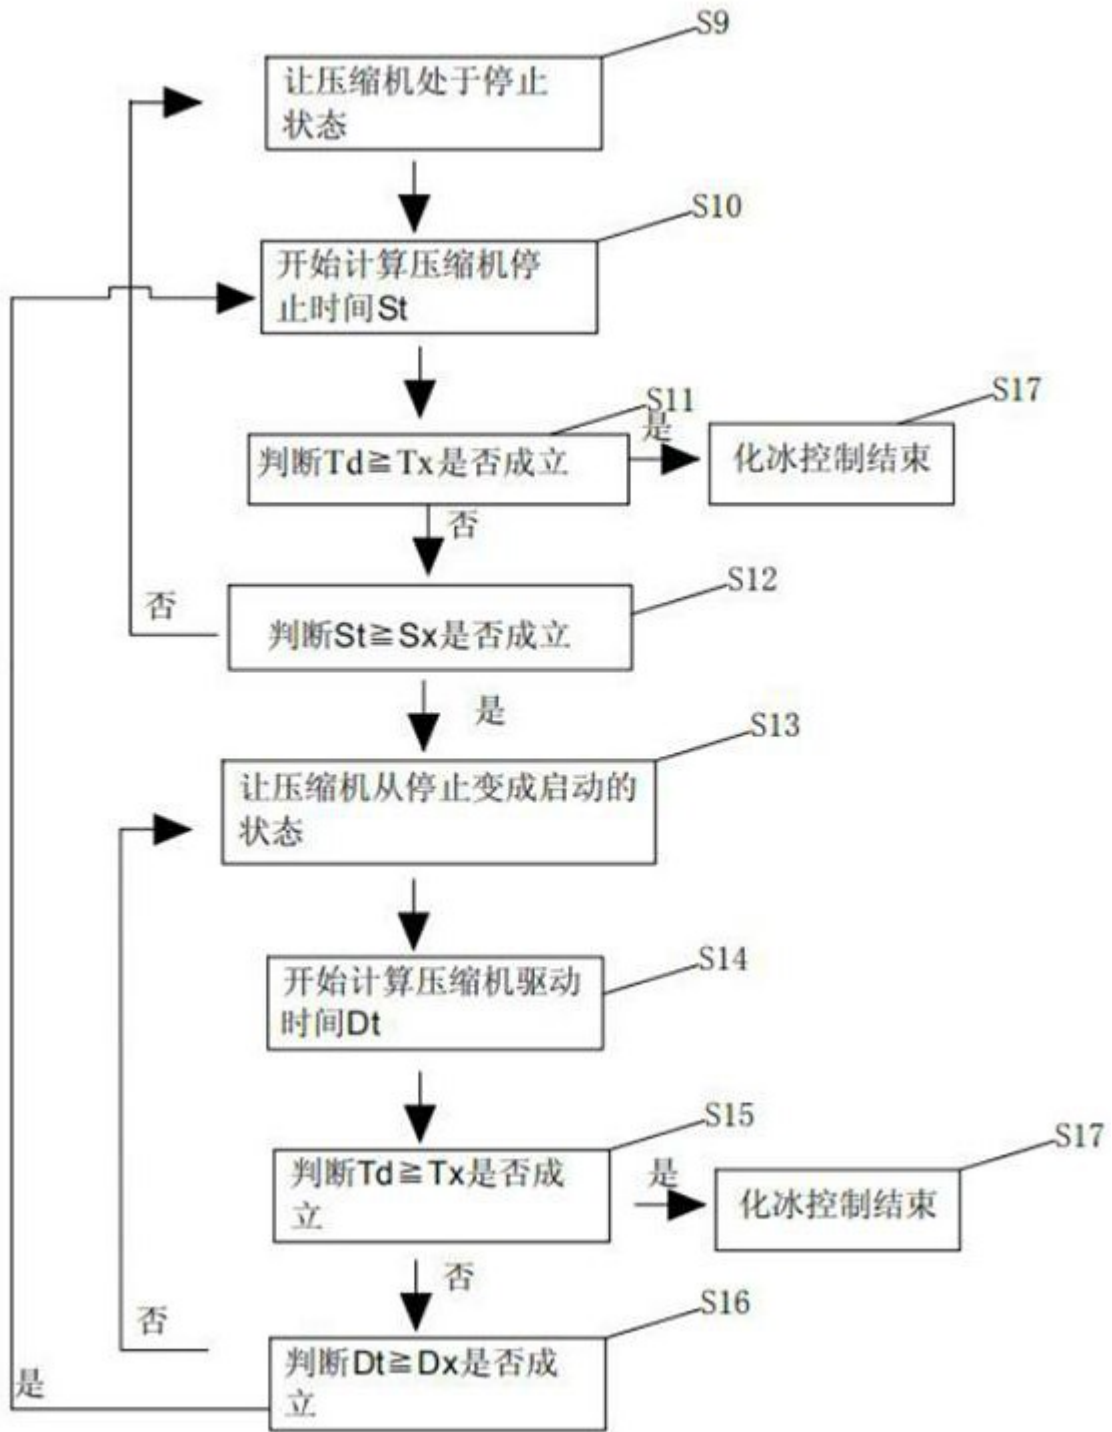 S9
让压缩机处于停止
状态
S10
开始计算压缩机停
止时间St
S11
是
S17
判断Td≧Tx是否成立
化冰控制结束
否
S12
否
判断St≧Sx是否成立
是
S13
让压缩机从停止变成启动的
状态
S14
开始计算压缩机驱动
时间Dt
S15
S17
判断Td≧Tx是否成
立
是
化冰控制结束
否
S16
否
判断Dt≧Dx是否成
立
是